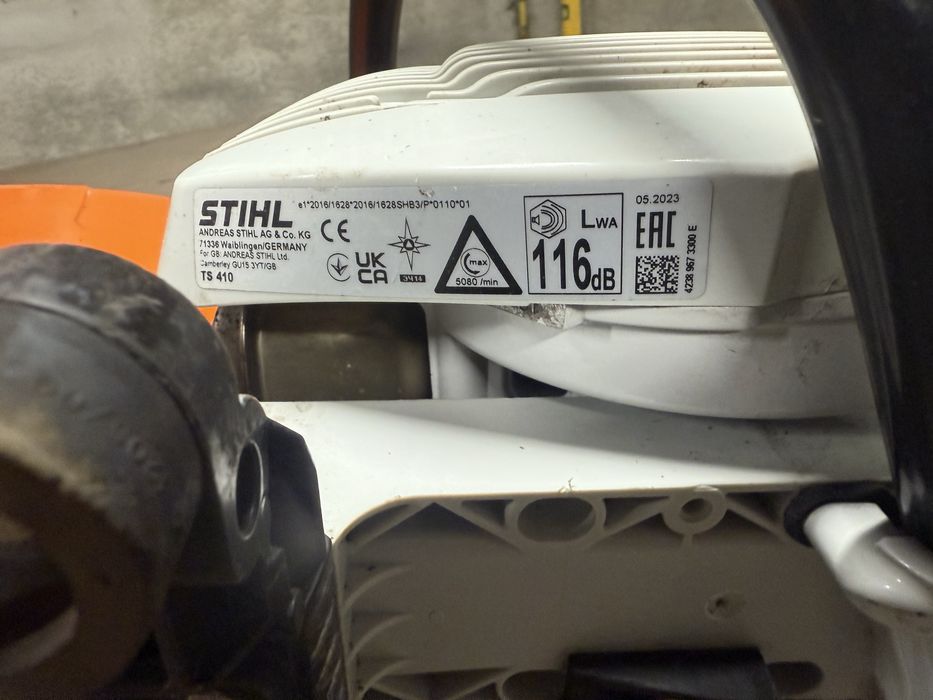 STIHL
ANDREAS STIHL AG & Co. KG
71336 Waiblingen/GERMANY
For GB: ANDREAS STIHL Ltd.
Camberley GU15 3YT/GB
TS 410
e1*2016/1628*2016/1628SHB3/P*0110*01
CE
UK
CA
max
5080 /min
LWA
116dB
05.2023
EAC
4238 967 3300 E